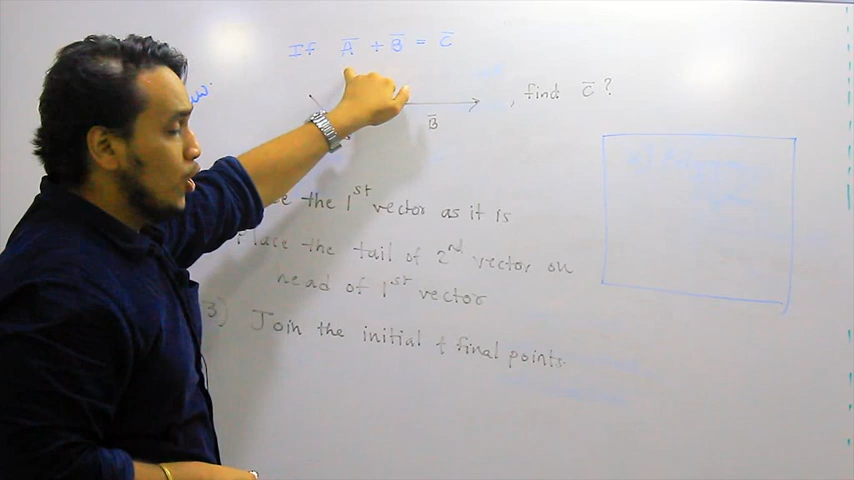 If A̅ + B̅ = C̅
, find C̅ ?
B̅
the 1st vector as it is
Place the tail of 2nd vector on
head of 1st vector
3) Join the initial & final points.